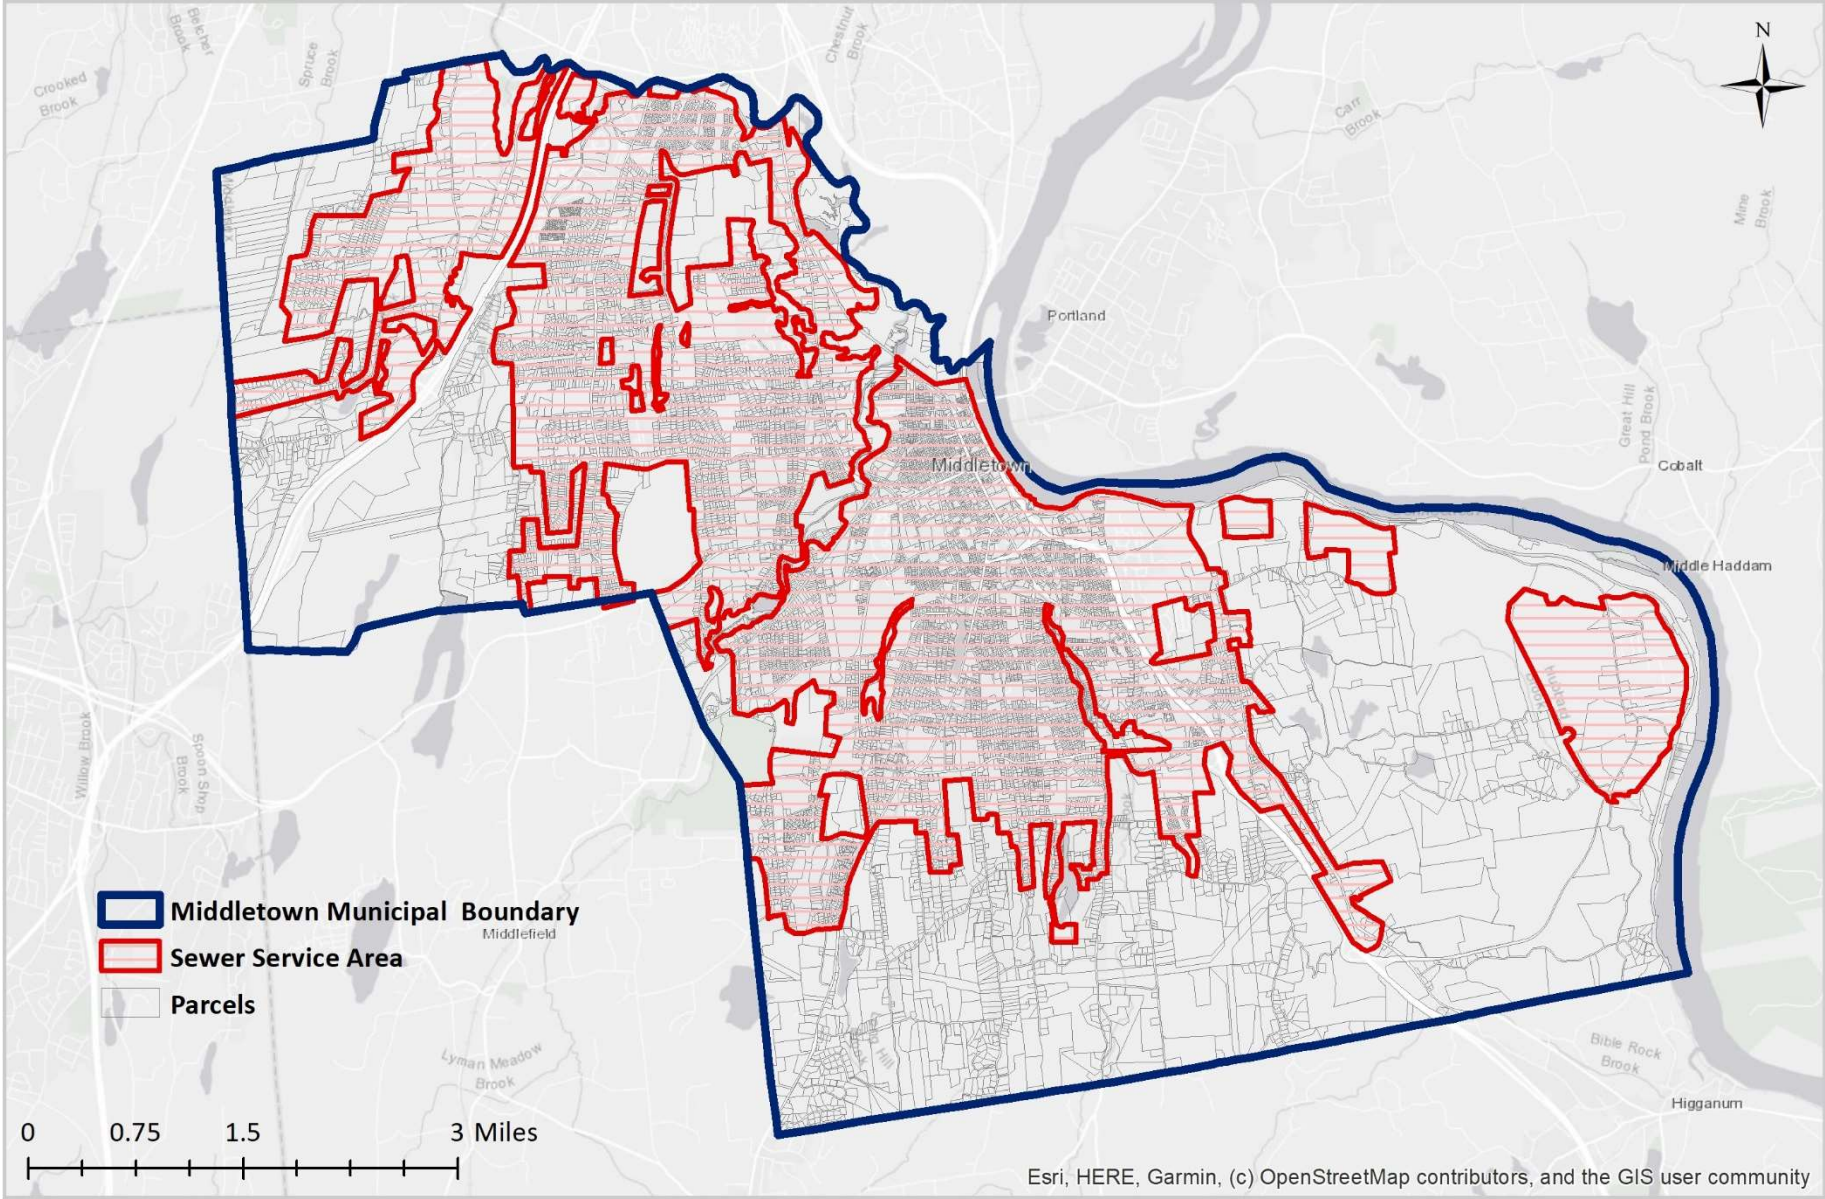 N
Belcher
Brook
Spruce
Brook
Chestnut
Brook
Crooked
Brook
Carr
Brook
Mine
Brook
Portland
Great Hill
Pond Brook
Middletown
Cobalt
Middle Haddam
Willow Brook
Spoon Shop
Brook
Middletown Municipal Boundary
Middlefield
Sewer Service Area
Parcels
Lyman Meadow
Brook
Bible Rock
Brook
Higganum
0 0.75 1.5 3 Miles
Esri, HERE, Garmin, (c) OpenStreetMap contributors, and the GIS user community